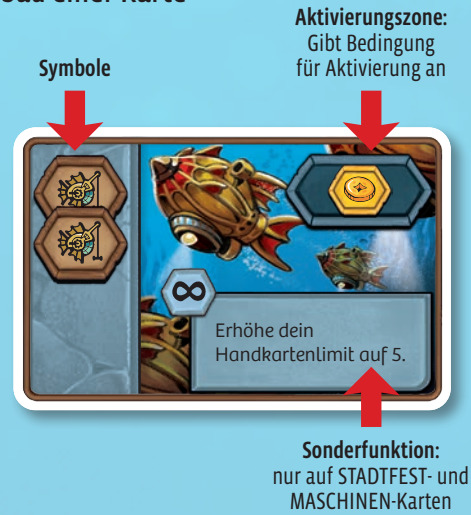 einer Karte
Aktivierungszone:
Gibt Bedingung
für Aktivierung an
Symbole
∞
Erhöhe dein
Handkartenlimit auf 5.
Sonderfunktion:
nur auf STADTFEST- und
MASCHINEN-Karten